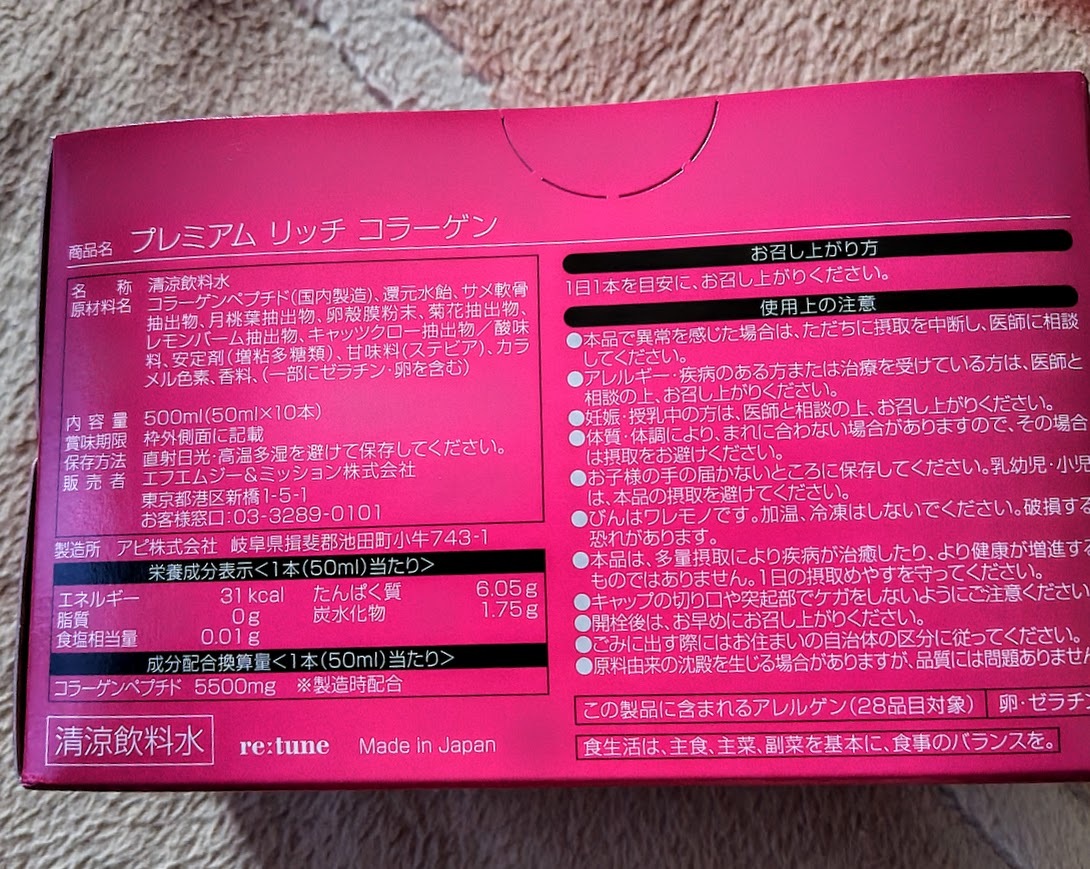 商品名 プレミアム リッチ コラーゲン
名 称 清涼飲料水
原材料名 コラーゲンペプチド(国内製造)、還元水飴、サメ軟骨
抽出物、月桃葉抽出物、卵殻膜粉末、菊花抽出物、
レモンバーム抽出物、キャッツクロー抽出物／酸味
料、安定剤(増粘多糖類)、甘味料(ステビア)、カラ
メル色素、香料、(一部にゼラチン・卵を含む)
内容量 500ml(50ml×10本)
賞味期限 枠外側面に記載
保存方法 直射日光・高温多湿を避けて保存してください。
販売者 エフエムジー&ミッション株式会社
東京都港区新橋1-5-1
お客様窓口:03-3289-0101
製造所 アピ株式会社 岐阜県揖斐郡池田町小牛743-1
栄養成分表示<1本(50ml)当たり>
エネルギー 31kcal たんぱく質 6.05g
脂質 0g 炭水化物 1.75g
食塩相当量 0.01g
成分配合換算量<1本(50ml)当たり>
コラーゲンペプチド 5500mg ※製造時配合
清涼飲料水 re:tune Made in Japan
お召し上がり方
1日1本を目安に、お召し上がりください。
使用上の注意
●本品で異常を感じた場合は、ただちに摂取を中断し、医師に相談
してください。
●アレルギー・疾病のある方または治療を受けている方は、医師と
相談の上、お召し上がりください。
●妊娠・授乳中の方は、医師と相談の上、お召し上がりください。
●体質・体調により、まれに合わない場合がありますので、その場合
は摂取をお避けください。
●お子様の手の届かないところに保存してください。乳幼児・小児
は、本品の摂取を避けてください。
●びんはワレモノです。加温、冷凍はしないでください。破損する
恐れがあります。
●本品は、多量摂取により疾病が治癒したり、より健康が増進する
ものではありません。1日の摂取めやすを守ってください。
●キャップの切り口や突起部でケガをしないようにご注意ください
●開栓後は、お早めにお召し上がりください。
●ごみに出す際にはお住まいの自治体の区分に従ってください。
●原料由来の沈殿を生じる場合がありますが、品質には問題ありません
この製品に含まれるアレルゲン(28品目対象) 卵・ゼラチン
食生活は、主食、主菜、副菜を基本に、食事のバランスを。